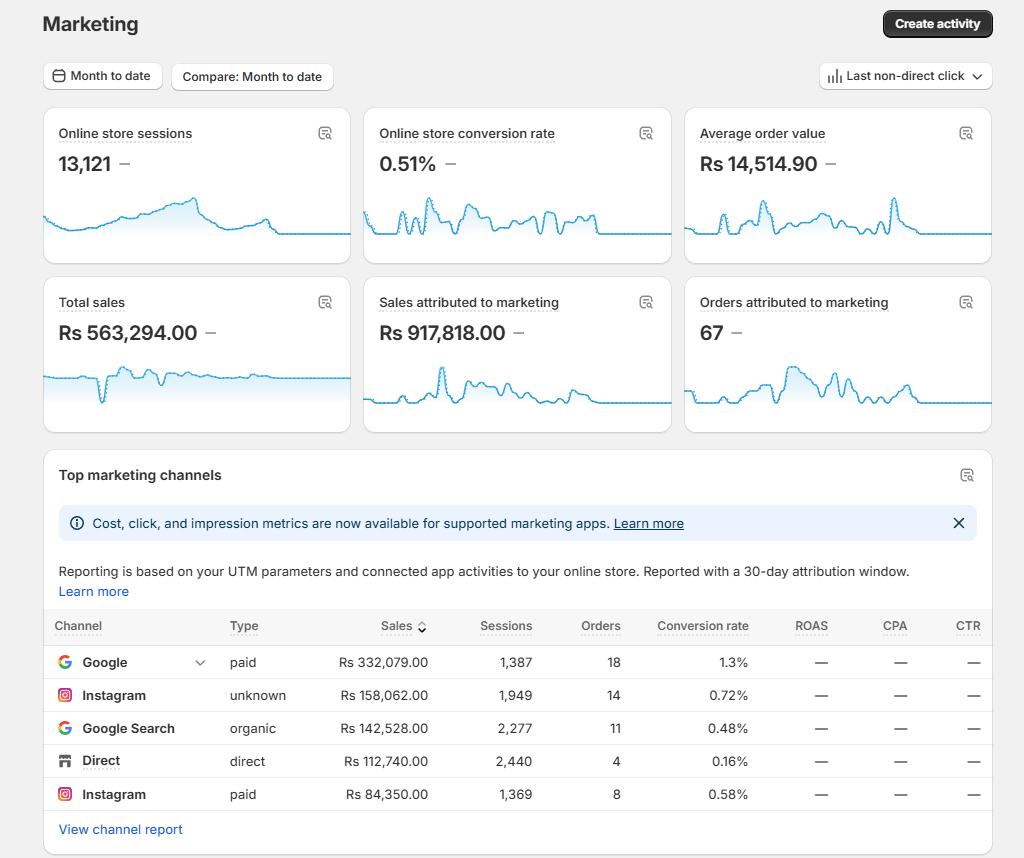 Marketing
Create activity
Month to date
Compare: Month to date
Last non-direct click
Online store sessions
13,121 —
Online store conversion rate
0.51% —
Average order value
Rs 14,514.90 —
Total sales
Rs 563,294.00 —
Sales attributed to marketing
Rs 917,818.00 —
Orders attributed to marketing
67 —
Top marketing channels
Cost, click, and impression metrics are now available for supported marketing apps. Learn more
Reporting is based on your UTM parameters and connected app activities to your online store. Reported with a 30-day attribution window.
Learn more
Channel Type Sales Sessions Orders Conversion rate ROAS CPA CTR
Google paid Rs 332,079.00 1,387 18 1.3% — — —
Instagram unknown Rs 158,062.00 1,949 14 0.72% — — —
Google Search organic Rs 142,528.00 2,277 11 0.48% — — —
Direct direct Rs 112,740.00 2,440 4 0.16% — — —
Instagram paid Rs 84,350.00 1,369 8 0.58% — — —
View channel report